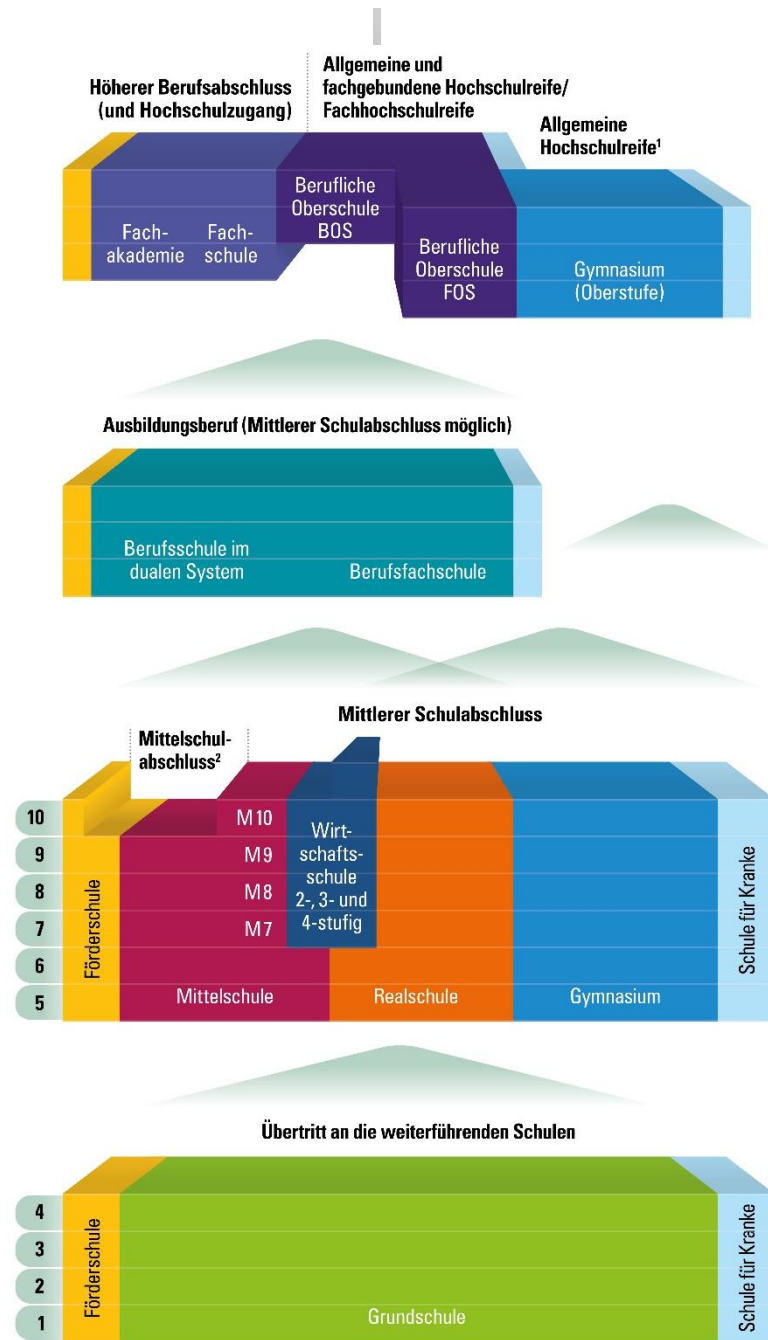 Höherer Berufsabschluss
(und Hochschulzugang)
Allgemeine und
fachgebundene Hochschulreife/
Fachhochschulreife
Allgemeine
Hochschulreife¹
Fach-
akademie
Fach-
schule
Berufliche
Oberschule
BOS
Berufliche
Oberschule
FOS
Gymnasium
(Oberstufe)
Ausbildungsberuf (Mittlerer Schulabschluss möglich)
Berufsschule im
dualen System
Berufsfachschule
Mittlerer Schulabschluss
Mittelschul-
abschluss²
10
9
8
7
6
5
Förderschule
M10
M9
M8
M7
Mittelschule
Wirt-
schafts-
schule
2-, 3- und
4-stufig
Realschule
Gymnasium
Schule für Kranke
Übertritt an die weiterführenden Schulen
4
3
2
1
Förderschule
Grundschule
Schule für Kranke